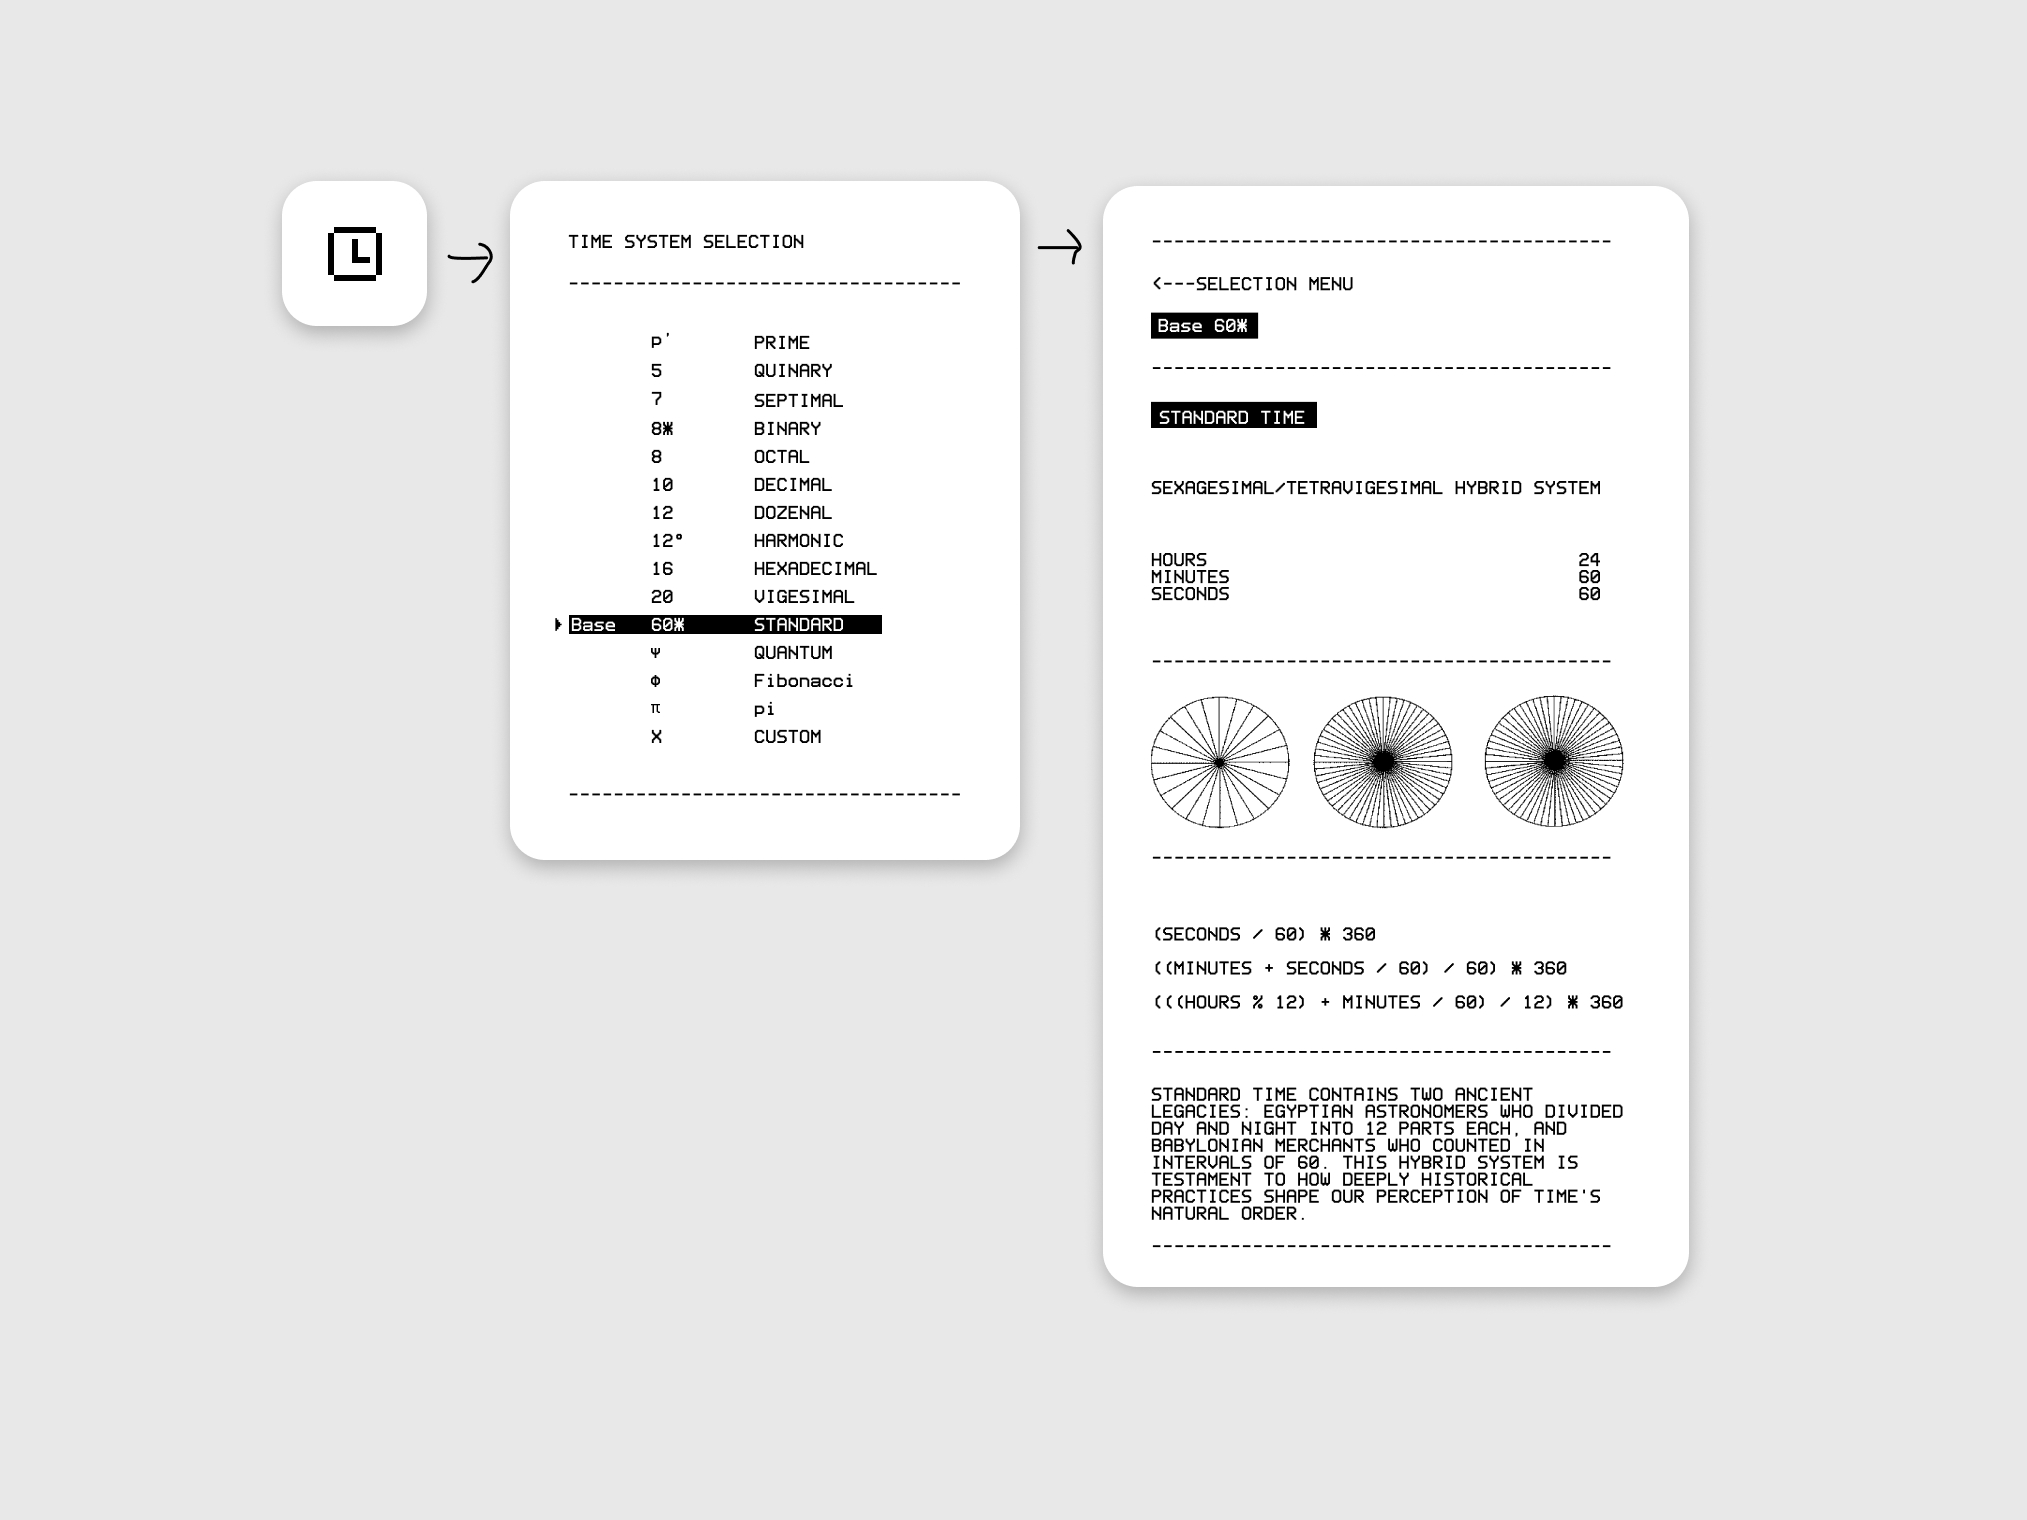 TIME SYSTEM SELECTION
---------------------------------
p' PRIME
5 QUINARY
7 SEPTIMAL
8* BINARY
8 OCTAL
10 DECIMAL
12 DOZENAL
12° HARMONIC
16 HEXADECIMAL
20 VIGESIMAL
Base 60* STANDARD
ψ QUANTUM
Φ Fibonacci
π pi
X CUSTOM
---------------------------------
---------------------------------------
<---SELECTION MENU
Base 60*
---------------------------------------
STANDARD TIME
SEXAGESIMAL/TETRAVIGESIMAL HYBRID SYSTEM
HOURS 24
MINUTES 60
SECONDS 60
---------------------------------------
---------------------------------------
(SECONDS / 60) * 360
((MINUTES + SECONDS / 60) / 60) * 360
(((HOURS % 12) + MINUTES / 60) / 12) * 360
---------------------------------------
STANDARD TIME CONTAINS TWO ANCIENT
LEGACIES: EGYPTIAN ASTRONOMERS WHO DIVIDED
DAY AND NIGHT INTO 12 PARTS EACH, AND
BABYLONIAN MERCHANTS WHO COUNTED IN
INTERVALS OF 60. THIS HYBRID SYSTEM IS
TESTAMENT TO HOW DEEPLY HISTORICAL
PRACTICES SHAPE OUR PERCEPTION OF TIME'S
NATURAL ORDER.
---------------------------------------